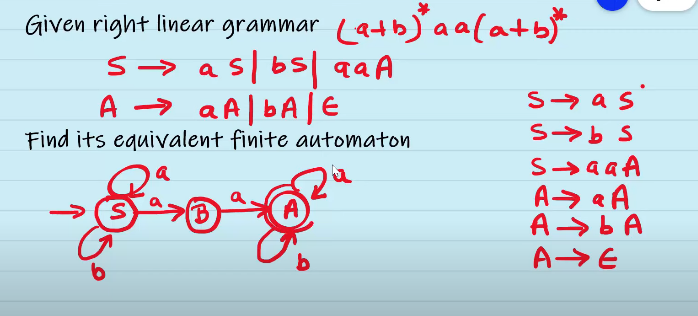 Given right linear grammar (a+b)*aa(a+b)*
S → aS | bS | aaA
A → aA | bA | ε
Find its equivalent finite automaton
S → aS
S → bS
S → aaA
A → aA
A → bA
A → ε
a
a
S a B a A
b
b